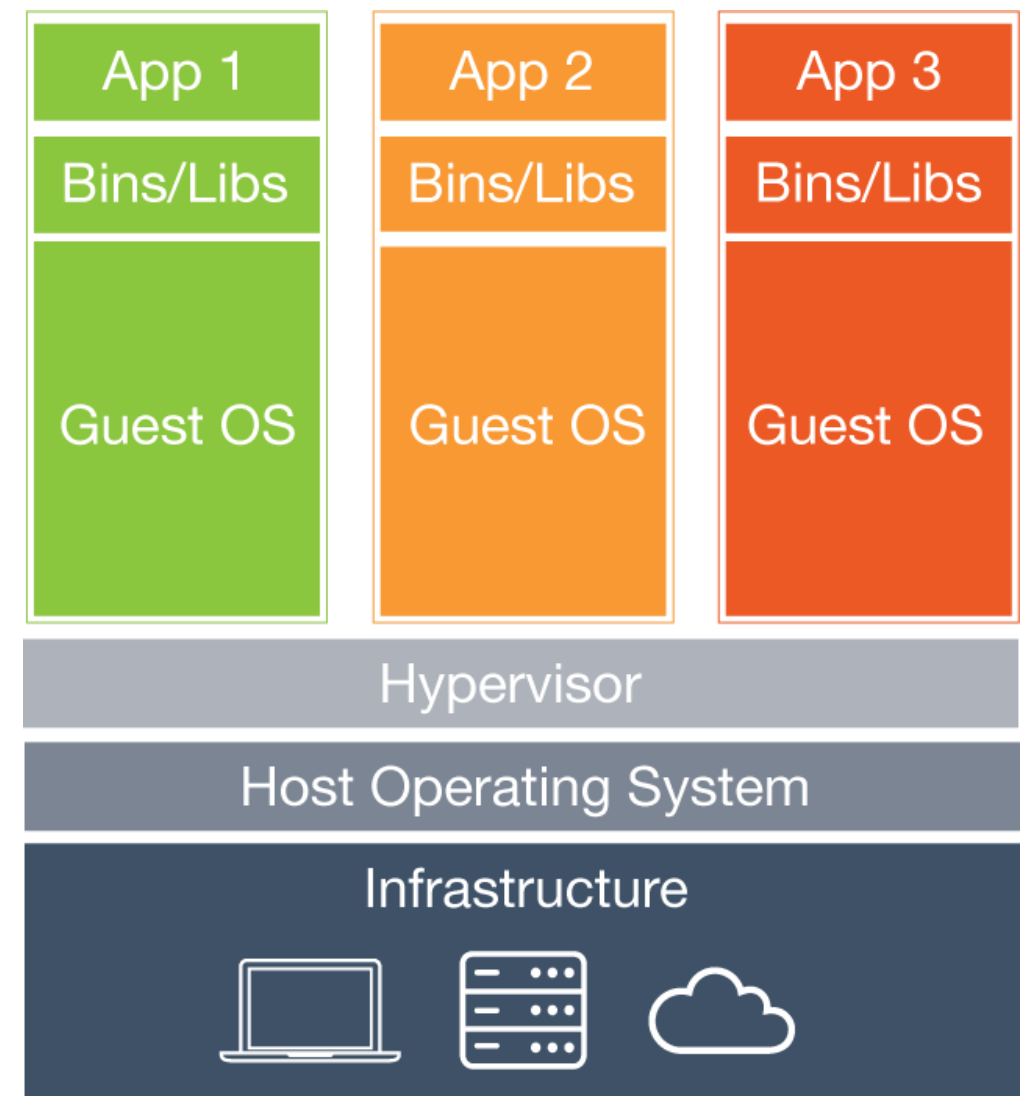 App 1
App 2
App 3
Bins/Libs
Bins/Libs
Bins/Libs
Guest OS
Guest OS
Guest OS
Hypervisor
Host Operating System
Infrastructure